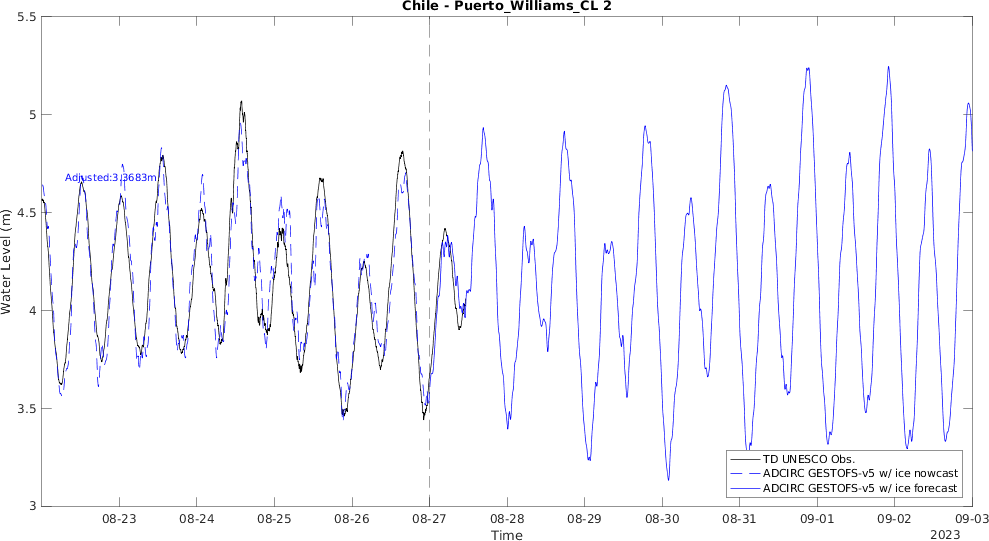 Chile - Puerto_Williams_CL 2
5.5
5
4.5
4
3.5
3
Water Level (m)
Adjusted:3.3683m
TD UNESCO Obs.
ADCIRC GESTOFS-v5 w/ ice nowcast
ADCIRC GESTOFS-v5 w/ ice forecast
08-23 08-24 08-25 08-26 08-27 08-28 08-29 08-30 08-31 09-01 09-02 09-03
Time
2023